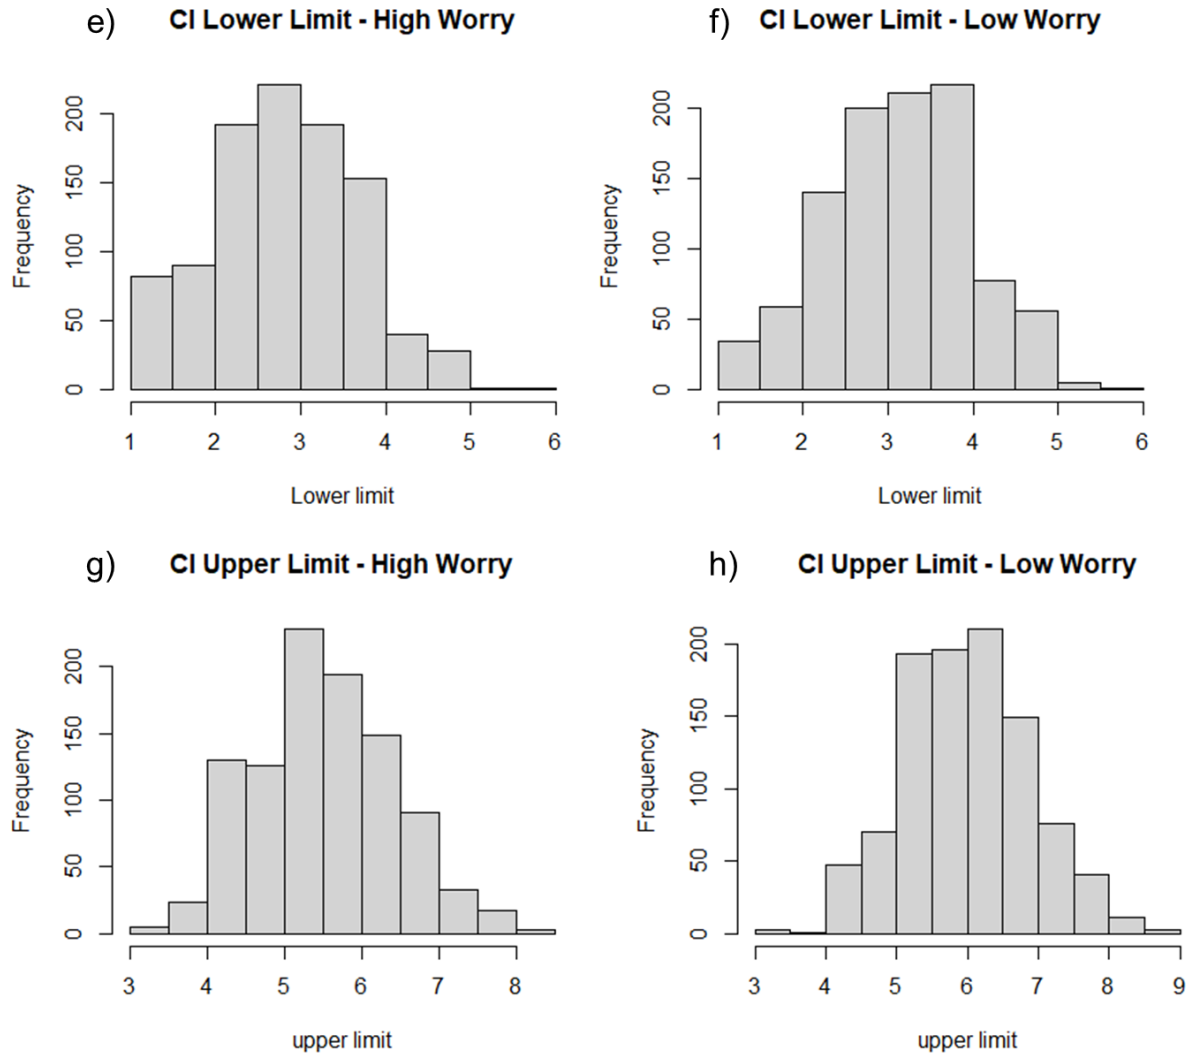 e) CI Lower Limit - High Worry
Frequency
0 50 100 150 200
1 2 3 4 5 6
Lower limit
f) CI Lower Limit - Low Worry
Frequency
0 50 100 150 200
1 2 3 4 5 6
Lower limit
g) CI Upper Limit - High Worry
Frequency
0 50 100 150 200
3 4 5 6 7 8
upper limit
h) CI Upper Limit - Low Worry
Frequency
0 50 100 150 200
3 4 5 6 7 8 9
upper limit